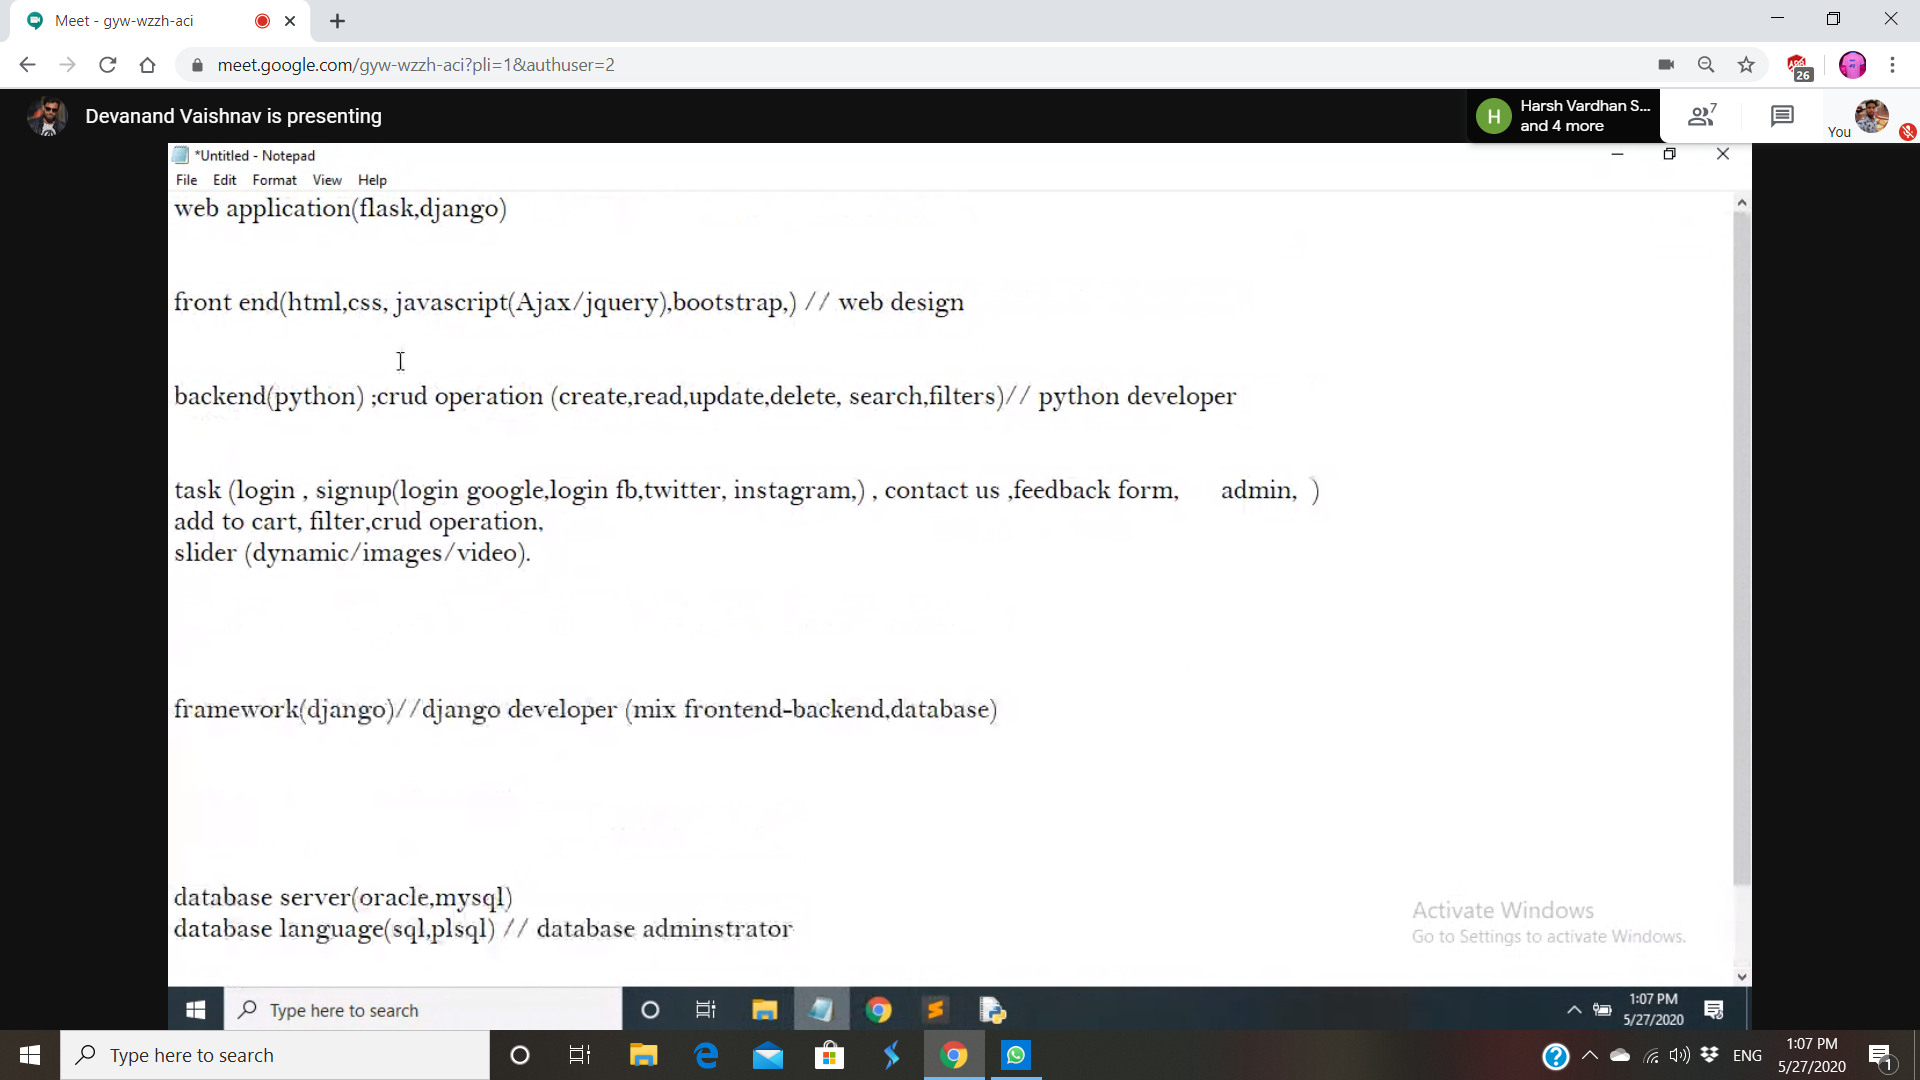 Meet - gyw-wzzh-aci
meet.google.com/gyw-wzzh-aci?pli=1&authuser=2
26
Devanand Vaishnav is presenting
H
Harsh Vardhan S...
and 4 more
7
You
*Untitled - Notepad
File Edit Format View Help
web application(flask,django)
front end(html,css, javascript(Ajax/jquery),bootstrap,) // web design
backend(python) ;crud operation (create,read,update,delete, search,filters)// python developer
task (login , signup(login google,login fb,twitter, instagram,) , contact us ,feedback form, admin, )
add to cart, filter,crud operation,
slider (dynamic/images/video).
framework(django)//django developer (mix frontend-backend,database)
database server(oracle,mysql)
database language(sql,plsql) // database adminstrator
Activate Windows
Go to Settings to activate Windows.
Type here to search
1:07 PM
5/27/2020
Type here to search
ENG
1:07 PM
5/27/2020
1